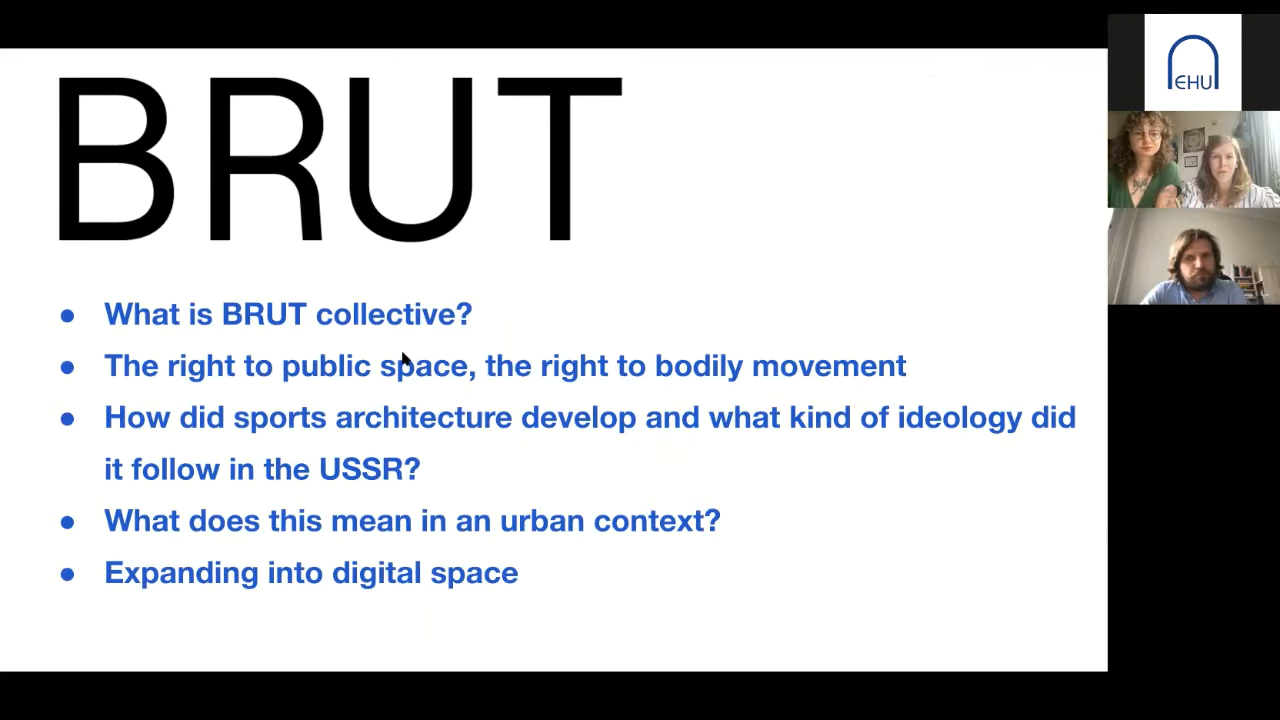 BRUT
EHU
● What is BRUT collective?
● The right to public space, the right to bodily movement
● How did sports architecture develop and what kind of ideology did
it follow in the USSR?
● What does this mean in an urban context?
● Expanding into digital space